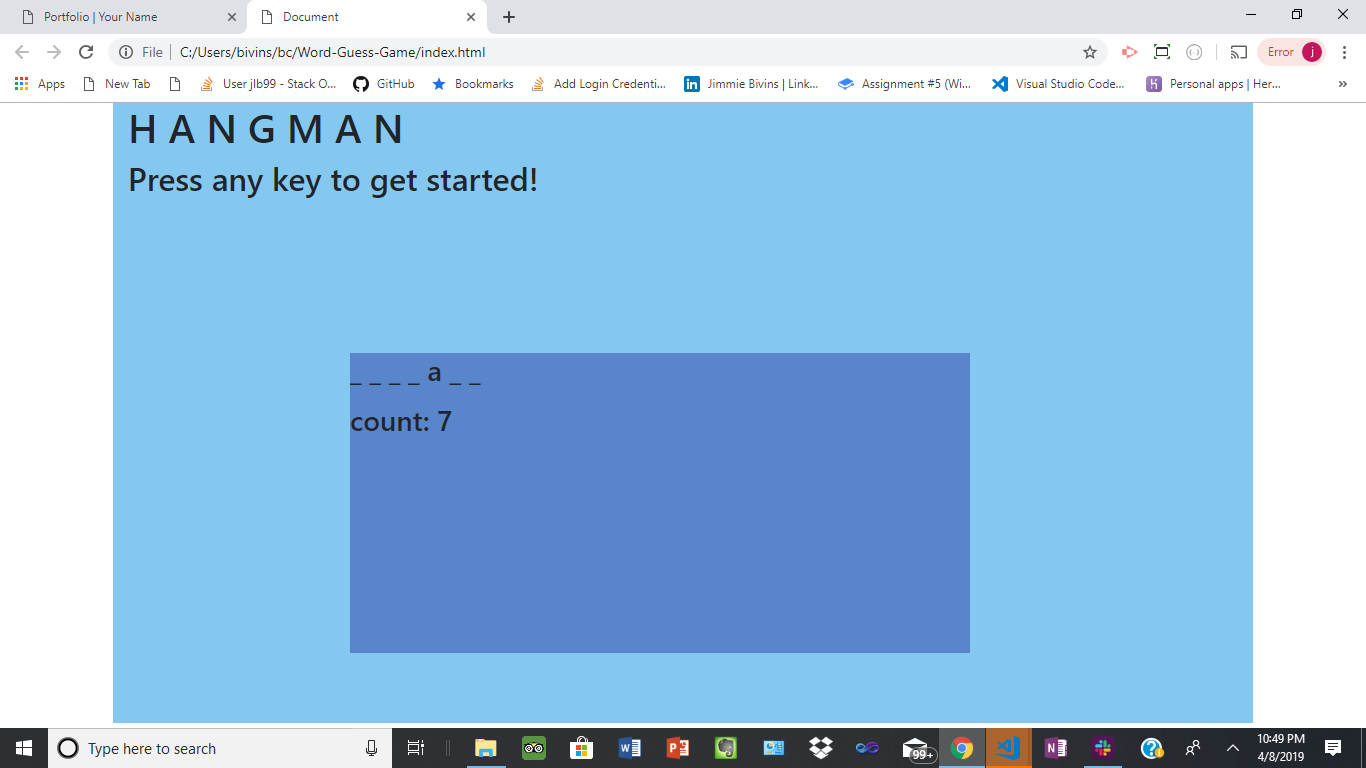 Portfolio | Your Name
Document
File
C:/Users/bivins/bc/Word-Guess-Game/index.html
Error
j
Apps
New Tab
User jlb99 - Stack O...
GitHub
Bookmarks
Add Login Credenti...
Jimmie Bivins | Link...
Assignment #5 (Wi...
Visual Studio Code...
Personal apps | Her...
»
H A N G M A N
Press any key to get started!
_ _ _ _ a _ _
count: 7
Type here to search
99+
10:49 PM
4/8/2019